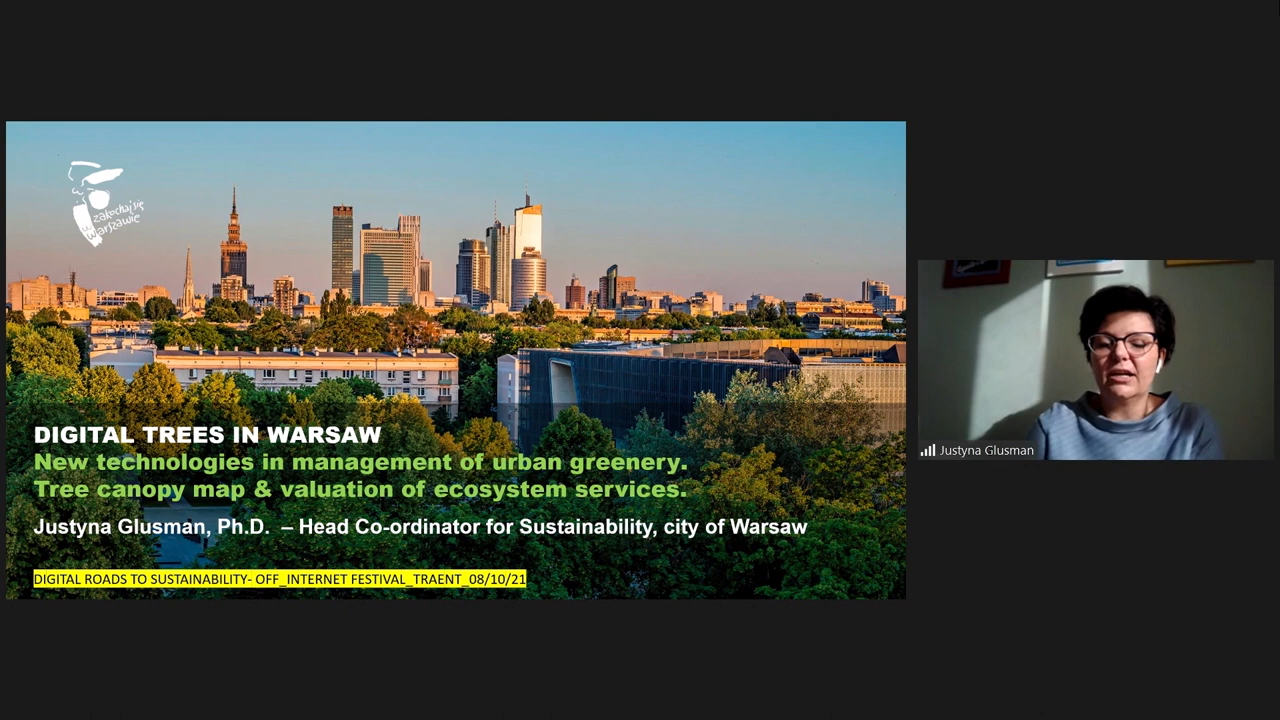 zakochaj się
w
warszawie
DIGITAL TREES IN WARSAW
New technologies in management of urban greenery.
Tree canopy map & valuation of ecosystem services.
Justyna Glusman, Ph.D. – Head Co-ordinator for Sustainability, city of Warsaw
DIGITAL ROADS TO SUSTAINABILITY- OFF_INTERNET FESTIVAL_TRAENT_08/10/21
Justyna Glusman